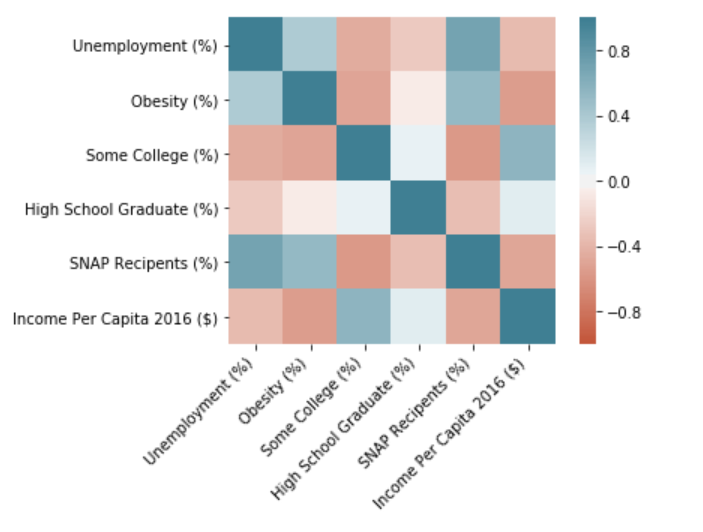 Unemployment (%)
Obesity (%)
Some College (%)
High School Graduate (%)
SNAP Recipents (%)
Income Per Capita 2016 ($)
0.8
0.4
0.0
−0.4
−0.8
Unemployment (%)
Obesity (%)
Some College (%)
High School Graduate (%)
SNAP Recipents (%)
Income Per Capita 2016 ($)